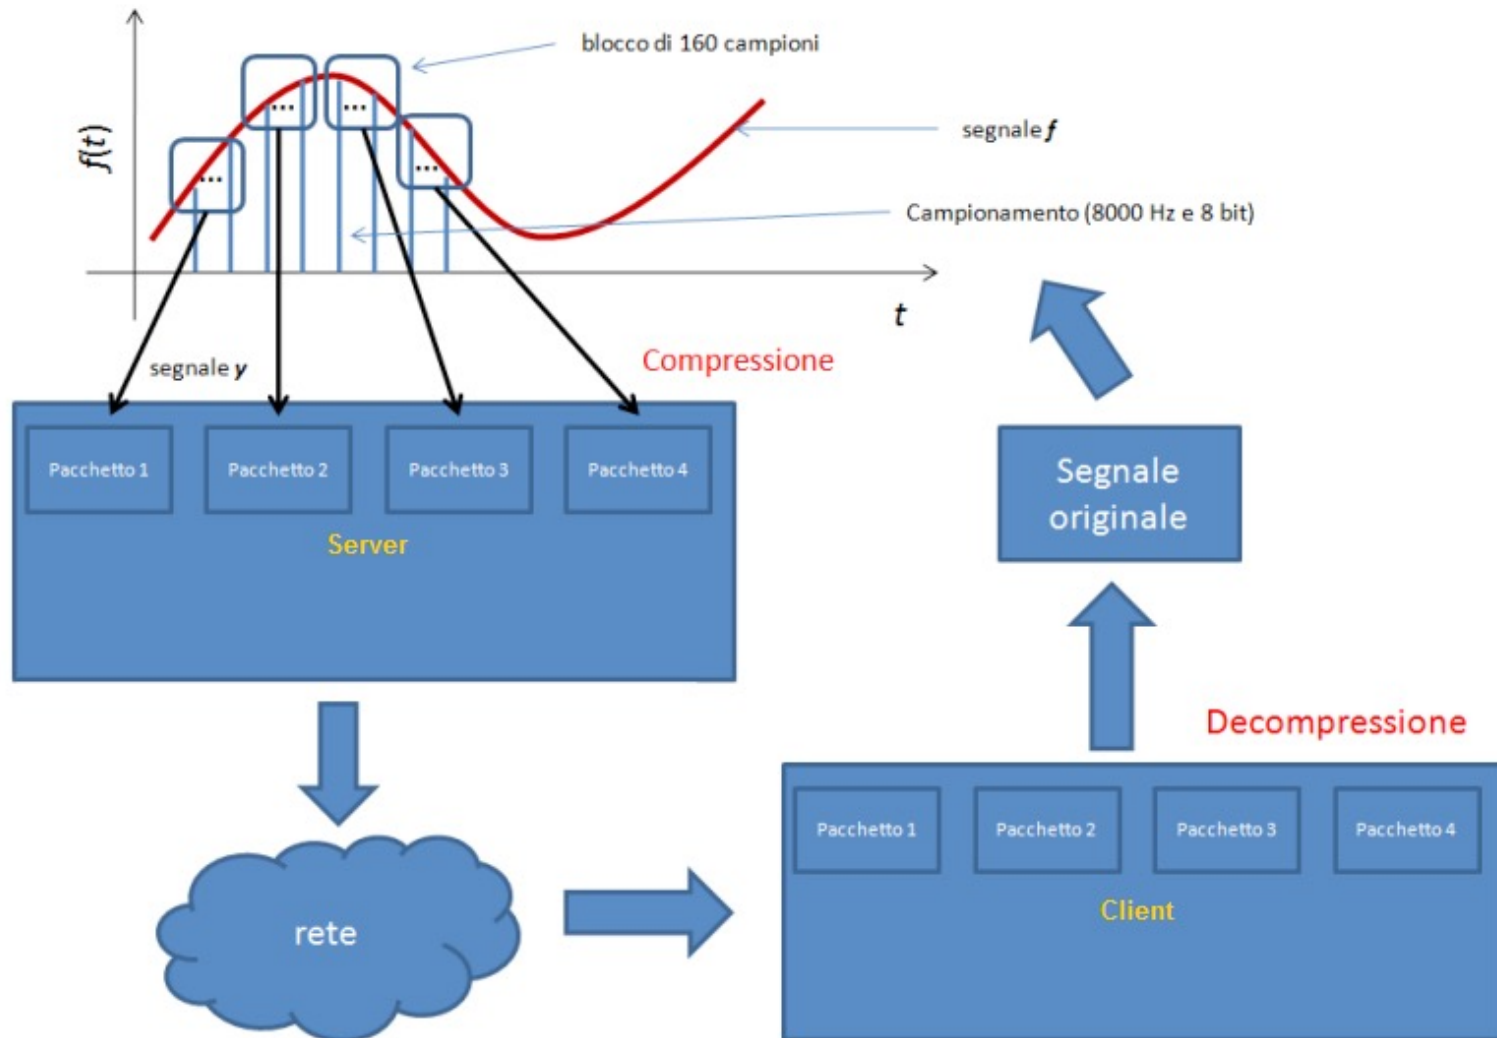 blocco di 160 campioni
...
...
...
...
f(t)
segnale f
Campionamento (8000 Hz e 8 bit)
t
segnale y
Compressione
Pacchetto 1
Pacchetto 2
Pacchetto 3
Pacchetto 4
Server
Segnale
originale
Decompressione
Pacchetto 1
Pacchetto 2
Pacchetto 3
Pacchetto 4
Client
rete